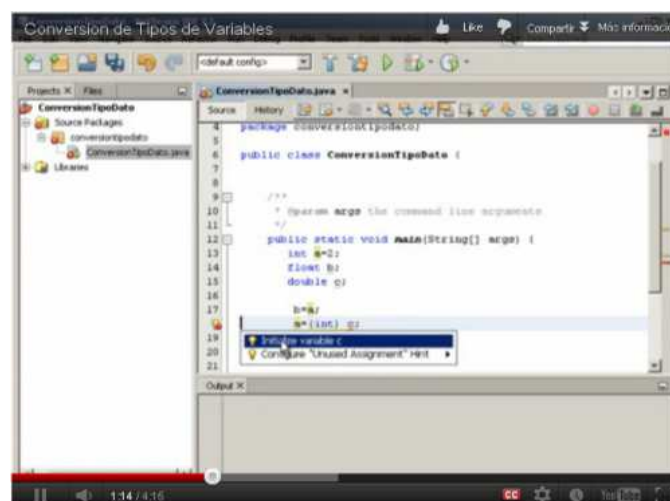 Conversion de Tipos de Variables
Like
Compartir
Más informaci
<default config>
Projects X Files
ConversionTipoDato
Source Packages
conversiontipodato
ConversionTipoDato.java
Libraries
ConversionTipoDato.java
Source History
4 package conversiontipodato;
5
6 public class ConversionTipoDato {
7
8
9 /**
10 * @param args the command line arguments
11 */
12 public static void main(String[] args) {
13 int a=2;
14 float b;
15 double c;
16
17 b=a;
a=(int) c;
19
20
21
Initialize variable c
Configure "Unused Assignment" Hint
Output X
1:14 / 4:16
CC
YouTube